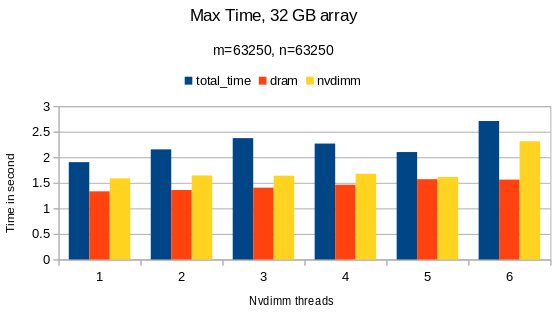 Max Time, 32 GB array
m=63250, n=63250
total_time dram nvdimm
3
2.5
2
1.5
1
0.5
0
Time in second
1 2 3 4 5 6
Nvdimm threads